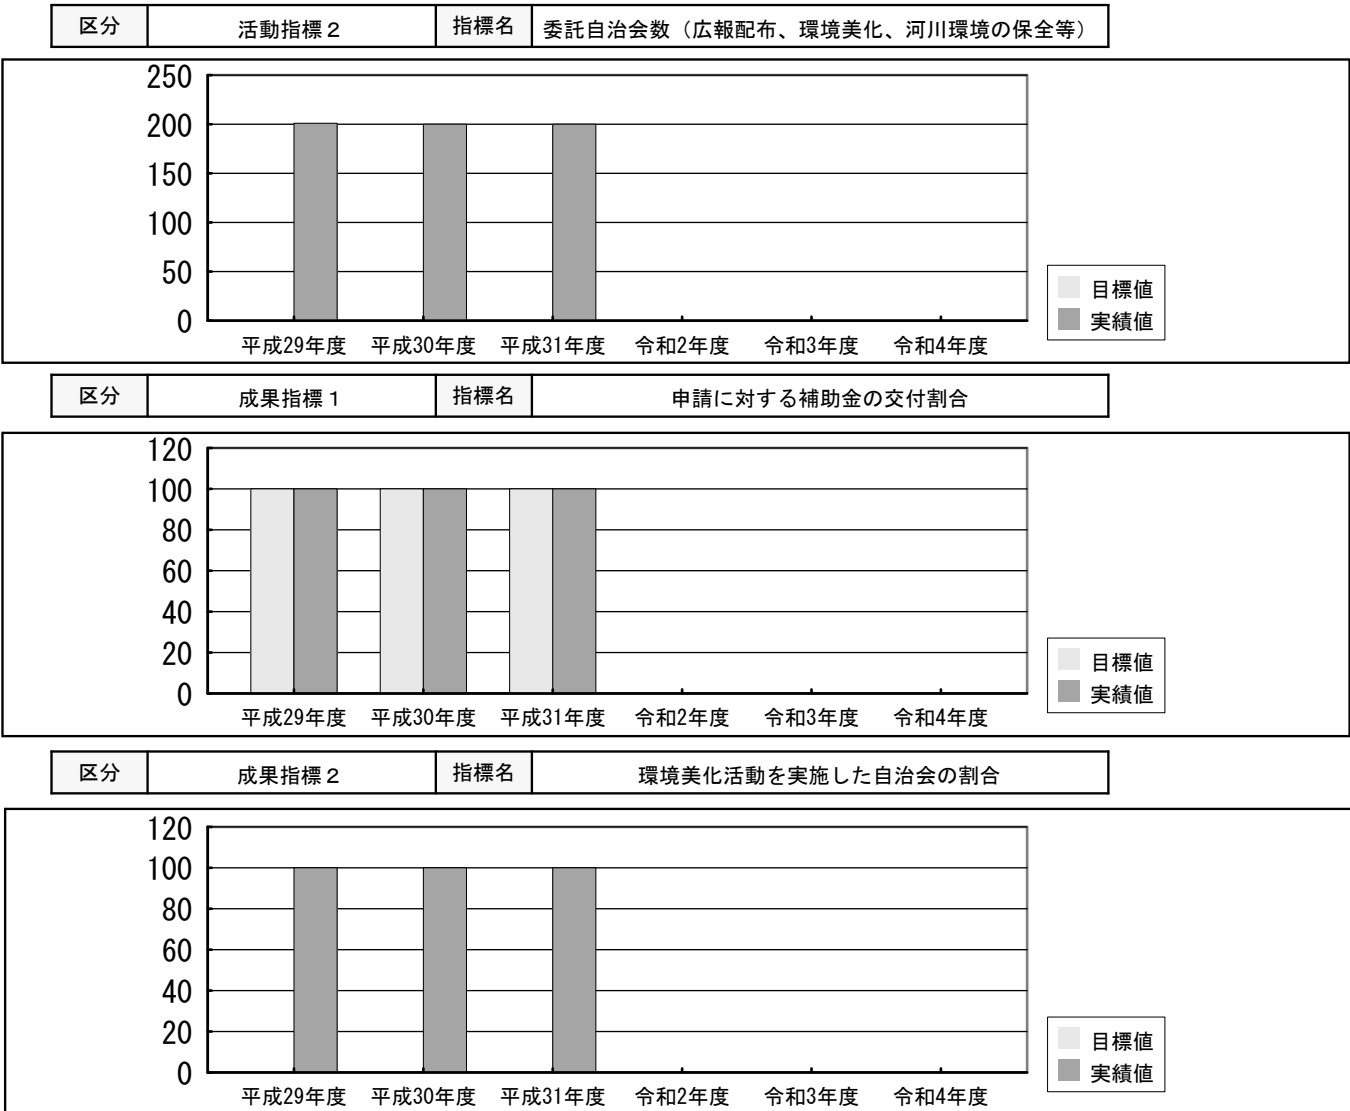 区分 活動指標２ 指標名 委託自治会数（広報配布、環境美化、河川環境の保全等）
250
200
150
100
50
0
平成29年度 平成30年度 平成31年度 令和2年度 令和3年度 令和4年度
目標値
実績値
区分 成果指標１ 指標名 申請に対する補助金の交付割合
120
100
80
60
40
20
0
平成29年度 平成30年度 平成31年度 令和2年度 令和3年度 令和4年度
目標値
実績値
区分 成果指標２ 指標名 環境美化活動を実施した自治会の割合
120
100
80
60
40
20
0
平成29年度 平成30年度 平成31年度 令和2年度 令和3年度 令和4年度
目標値
実績値